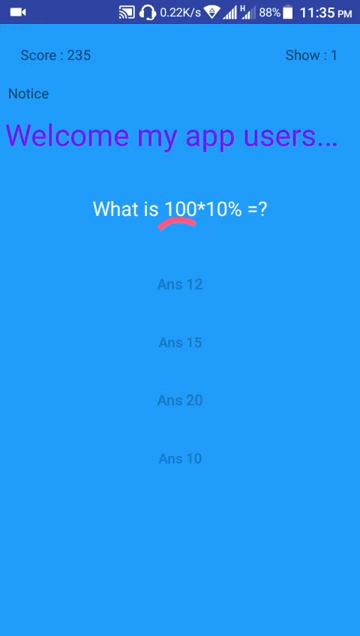 0.22K/s H 88% 11:35 PM
Score : 235
Show : 1
Notice
Welcome my app users...
What is 100*10% =?
Ans 12
Ans 15
Ans 20
Ans 10